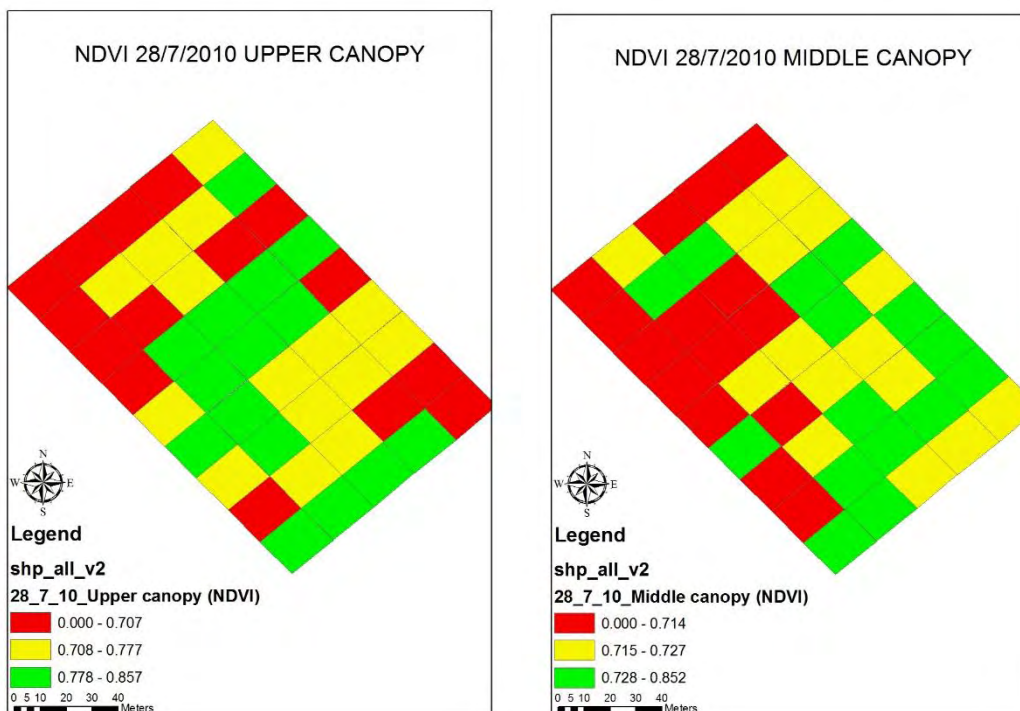 NDVI 28/7/2010 UPPER CANOPY
N
W E
S
Legend
shp_all_v2
28_7_10_Upper canopy (NDVI)
0.000 - 0.707
0.708 - 0.777
0.778 - 0.857
0 5 10 20 30 40
Meters
NDVI 28/7/2010 MIDDLE CANOPY
N
W E
S
Legend
shp_all_v2
28_7_10_Middle canopy (NDVI)
0.000 - 0.714
0.715 - 0.727
0.728 - 0.852
0 5 10 20 30 40
Meters